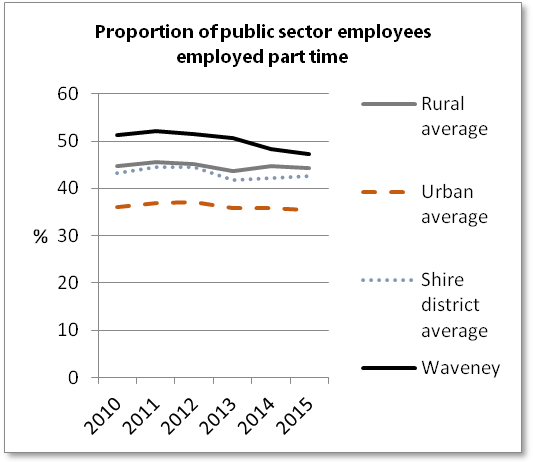 Proportion of public sector employees
employed part time
60
50
40
30
20
10
0
%
2010
2011
2012
2013
2014
2015
Rural
average
Urban
average
Shire
district
average
Waveney